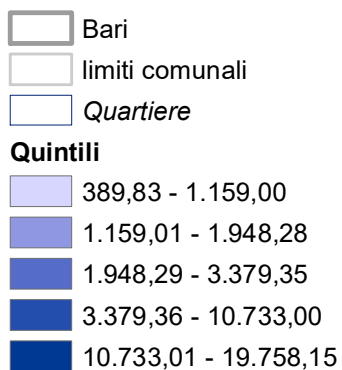 Bari
limiti comunali
Quartiere
Quintili
389,83 - 1.159,00
1.159,01 - 1.948,28
1.948,29 - 3.379,35
3.379,36 - 10.733,00
10.733,01 - 19.758,15